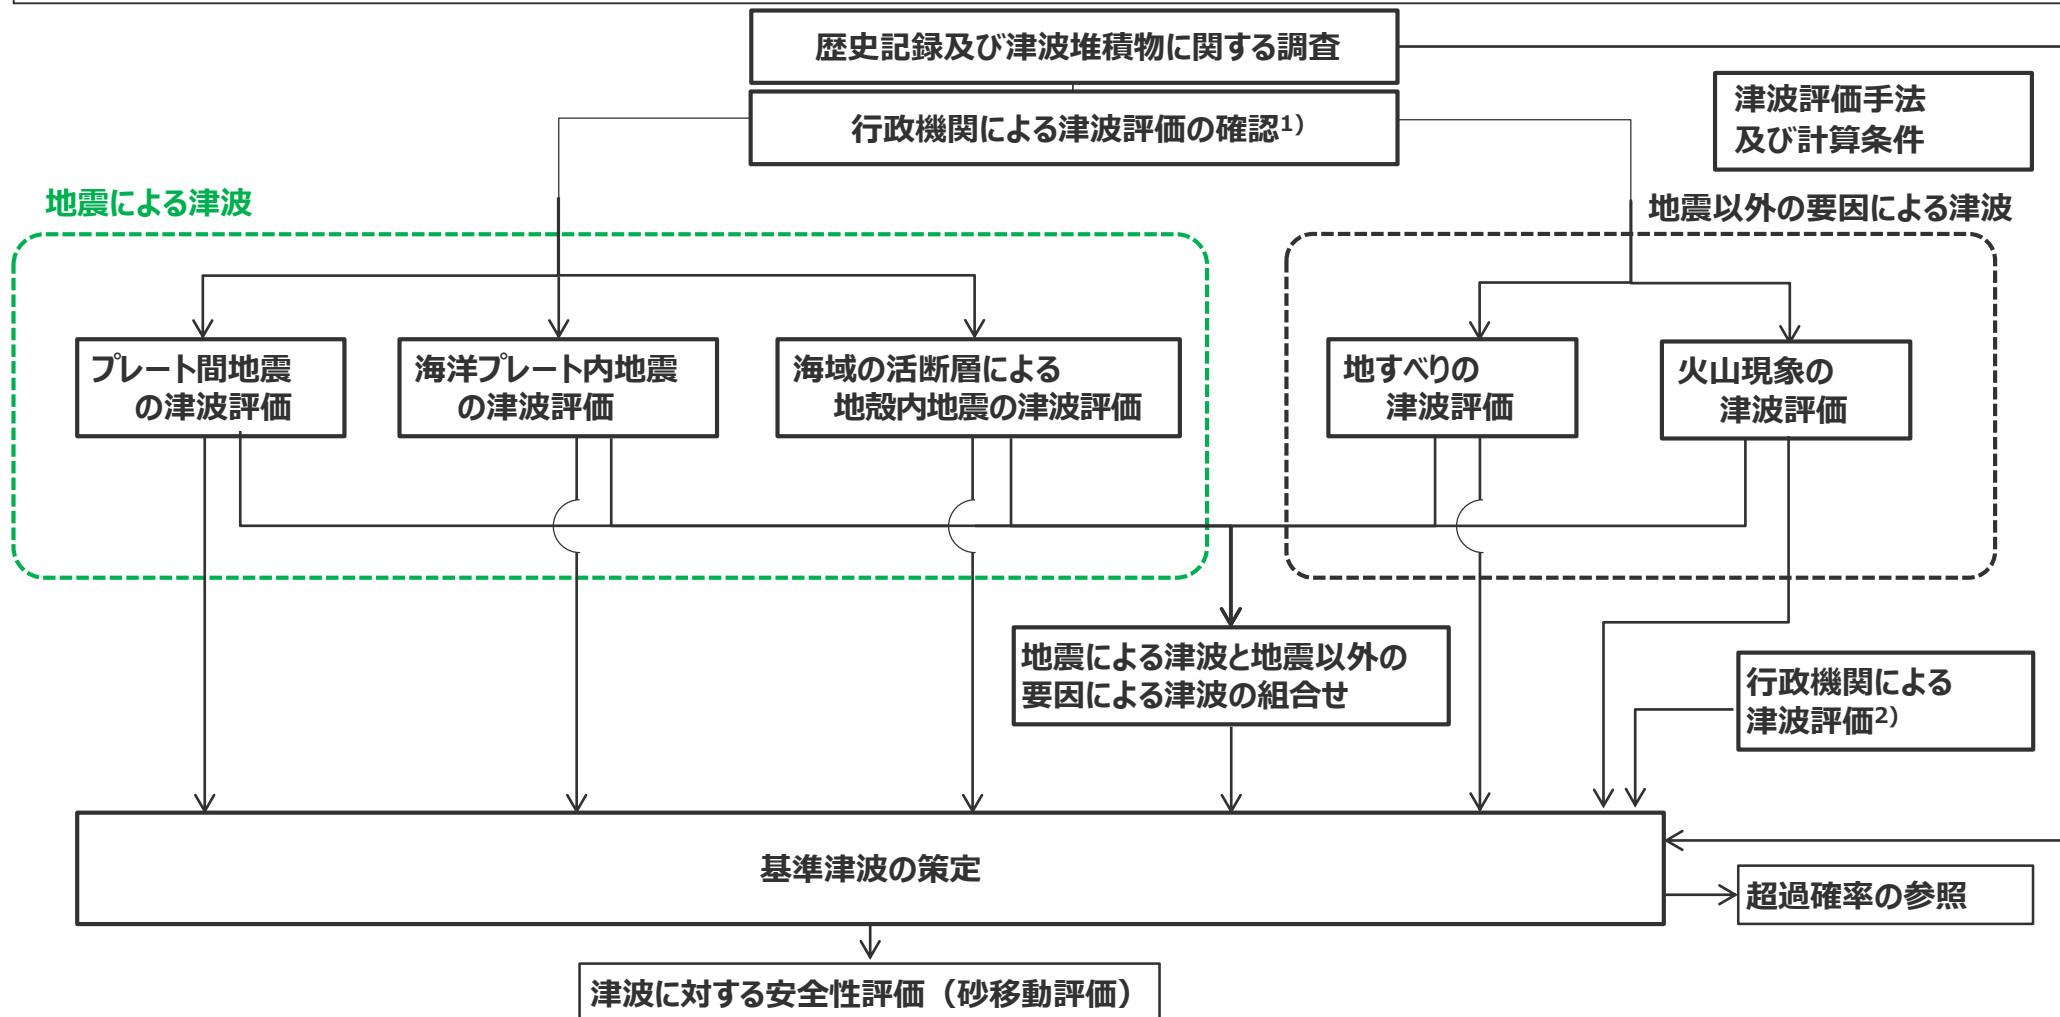 歴史記録及び津波堆積物に関する調査
行政機関による津波評価の確認1)
津波評価手法
及び計算条件
地震による津波
地震以外の要因による津波
プレート間地震
の津波評価
海洋プレート内地震
の津波評価
海域の活断層による
地殻内地震の津波評価
地すべりの
津波評価
火山現象の
津波評価
地震による津波と地震以外の
要因による津波の組合せ
行政機関による
津波評価2)
基準津波の策定
超過確率の参照
津波に対する安全性評価（砂移動評価）